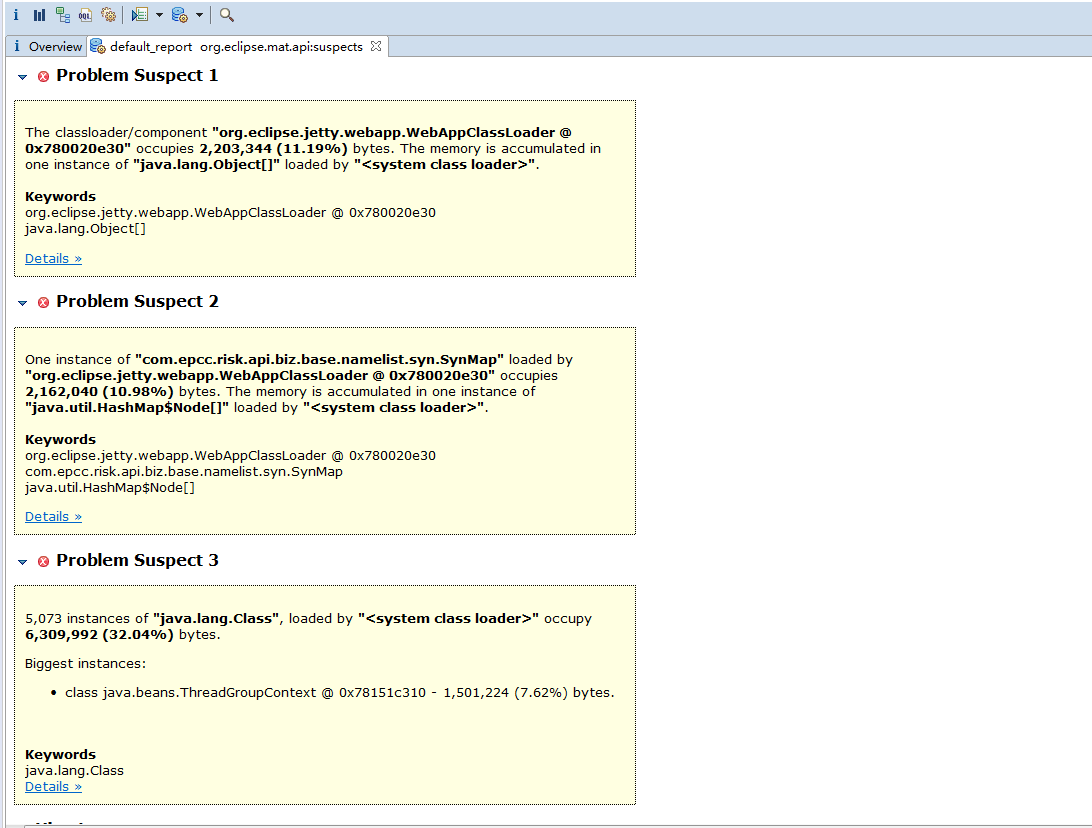 i OQL
i Overview default_report org.eclipse.mat.api:suspects
Problem Suspect 1
The classloader/component "org.eclipse.jetty.webapp.WebAppClassLoader @
0x780020e30" occupies 2,203,344 (11.19%) bytes. The memory is accumulated in
one instance of "java.lang.Object[]" loaded by "<system class loader>".
Keywords
org.eclipse.jetty.webapp.WebAppClassLoader @ 0x780020e30
java.lang.Object[]
Details »
Problem Suspect 2
One instance of "com.epcc.risk.api.biz.base.namelist.syn.SynMap" loaded by
"org.eclipse.jetty.webapp.WebAppClassLoader @ 0x780020e30" occupies
2,162,040 (10.98%) bytes. The memory is accumulated in one instance of
"java.util.HashMap$Node[]" loaded by "<system class loader>".
Keywords
org.eclipse.jetty.webapp.WebAppClassLoader @ 0x780020e30
com.epcc.risk.api.biz.base.namelist.syn.SynMap
java.util.HashMap$Node[]
Details »
Problem Suspect 3
5,073 instances of "java.lang.Class", loaded by "<system class loader>" occupy
6,309,992 (32.04%) bytes.
Biggest instances:
• class java.beans.ThreadGroupContext @ 0x78151c310 - 1,501,224 (7.62%) bytes.
Keywords
java.lang.Class
Details »